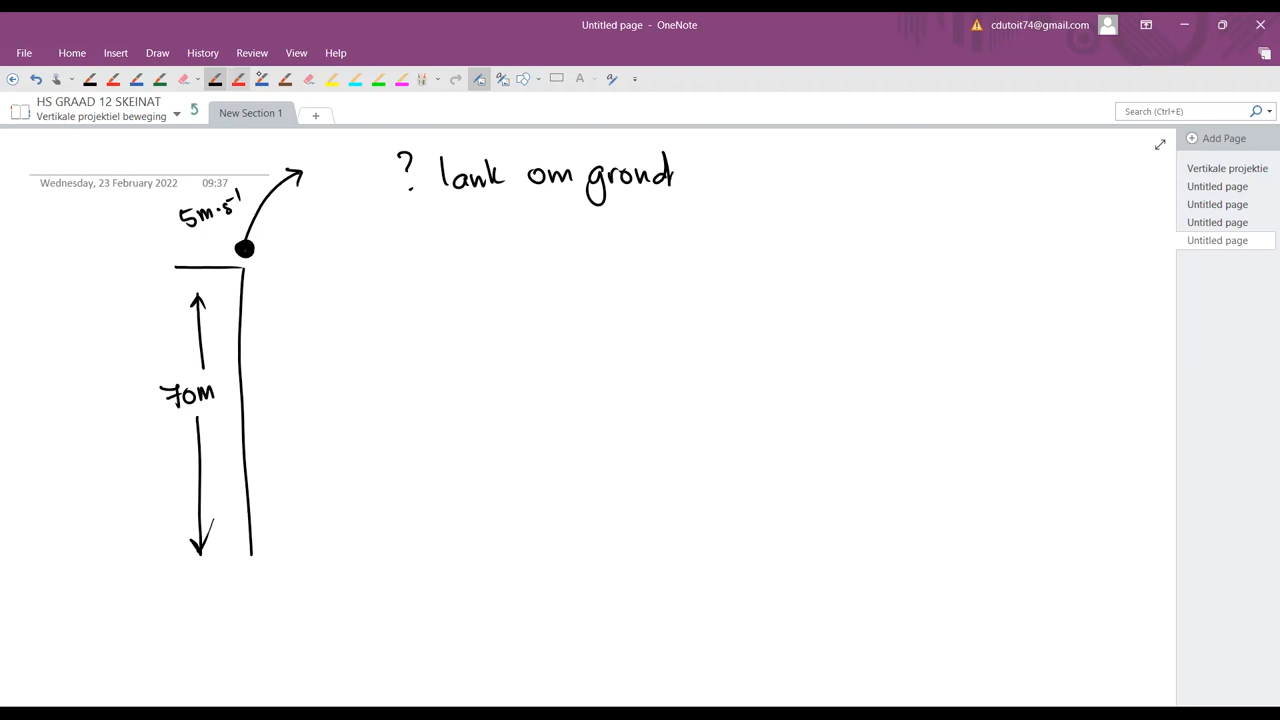 Untitled page - OneNote
cdutoit74@gmail.com
File Home Insert Draw History Review View Help
HS GRAAD 12 SKEINAT
Vertikale projektiel beweging
New Section 1
Search (Ctrl+E)
Add Page
Vertikale projektie
Untitled page
Untitled page
Untitled page
Untitled page
Wednesday, 23 February 2022 09:37
? lank om grond
5m·s⁻¹
70m